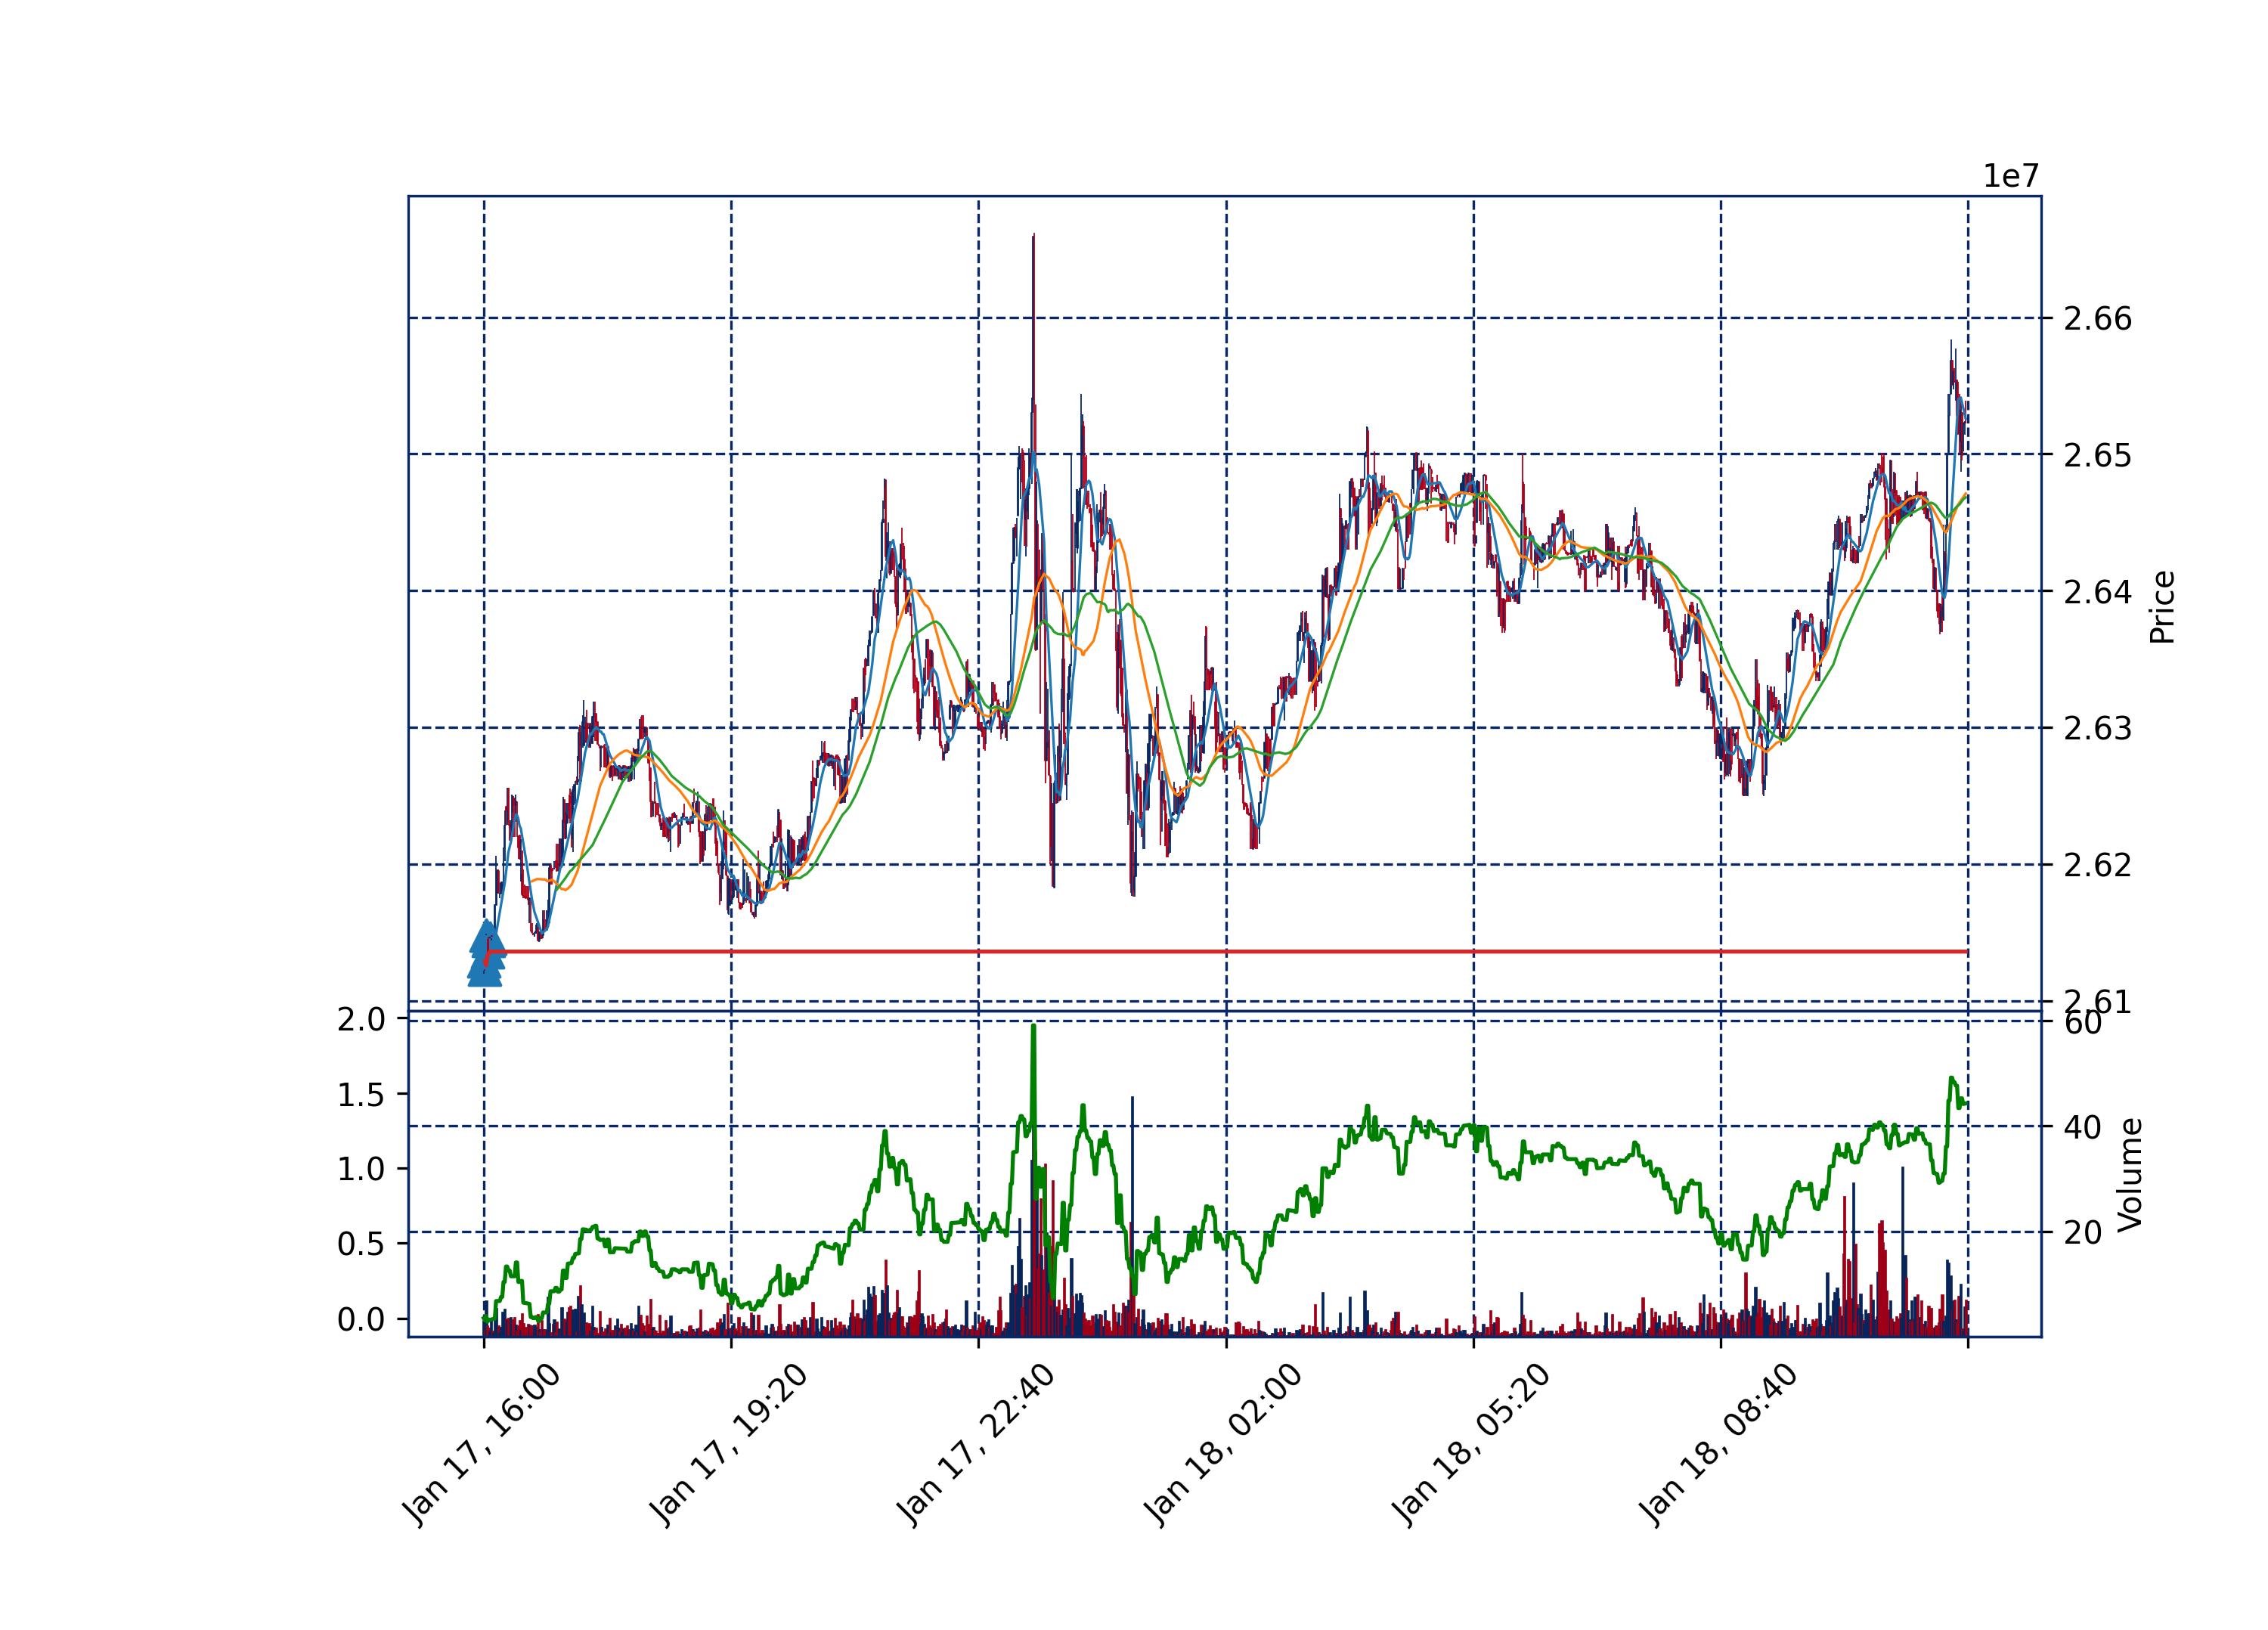 1e7
2.66
2.65
2.64
2.63
2.62
2.61
Price
2.0
1.5
1.0
0.5
0.0
60
40
20
Volume
Jan 17, 16:00
Jan 17, 19:20
Jan 17, 22:40
Jan 18, 02:00
Jan 18, 05:20
Jan 18, 08:40